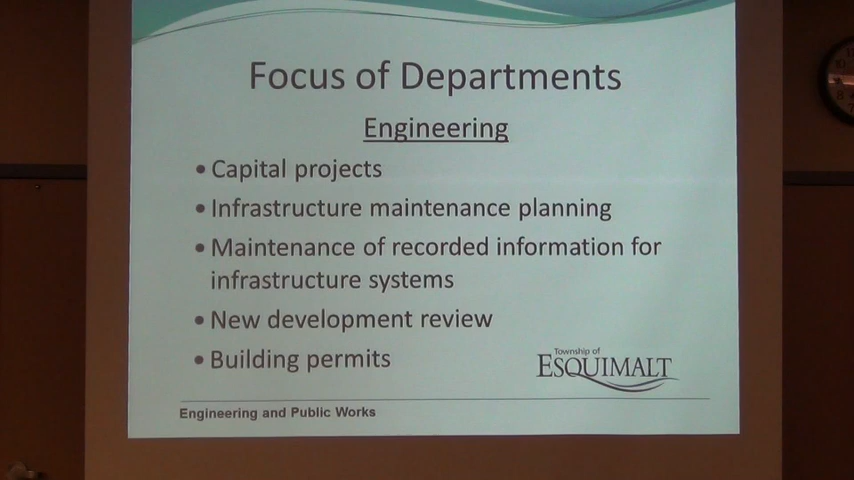 Focus of Departments
Engineering
• Capital projects
• Infrastructure maintenance planning
• Maintenance of recorded information for
infrastructure systems
• New development review
• Building permits
Township of
ESQUIMALT
Engineering and Public Works